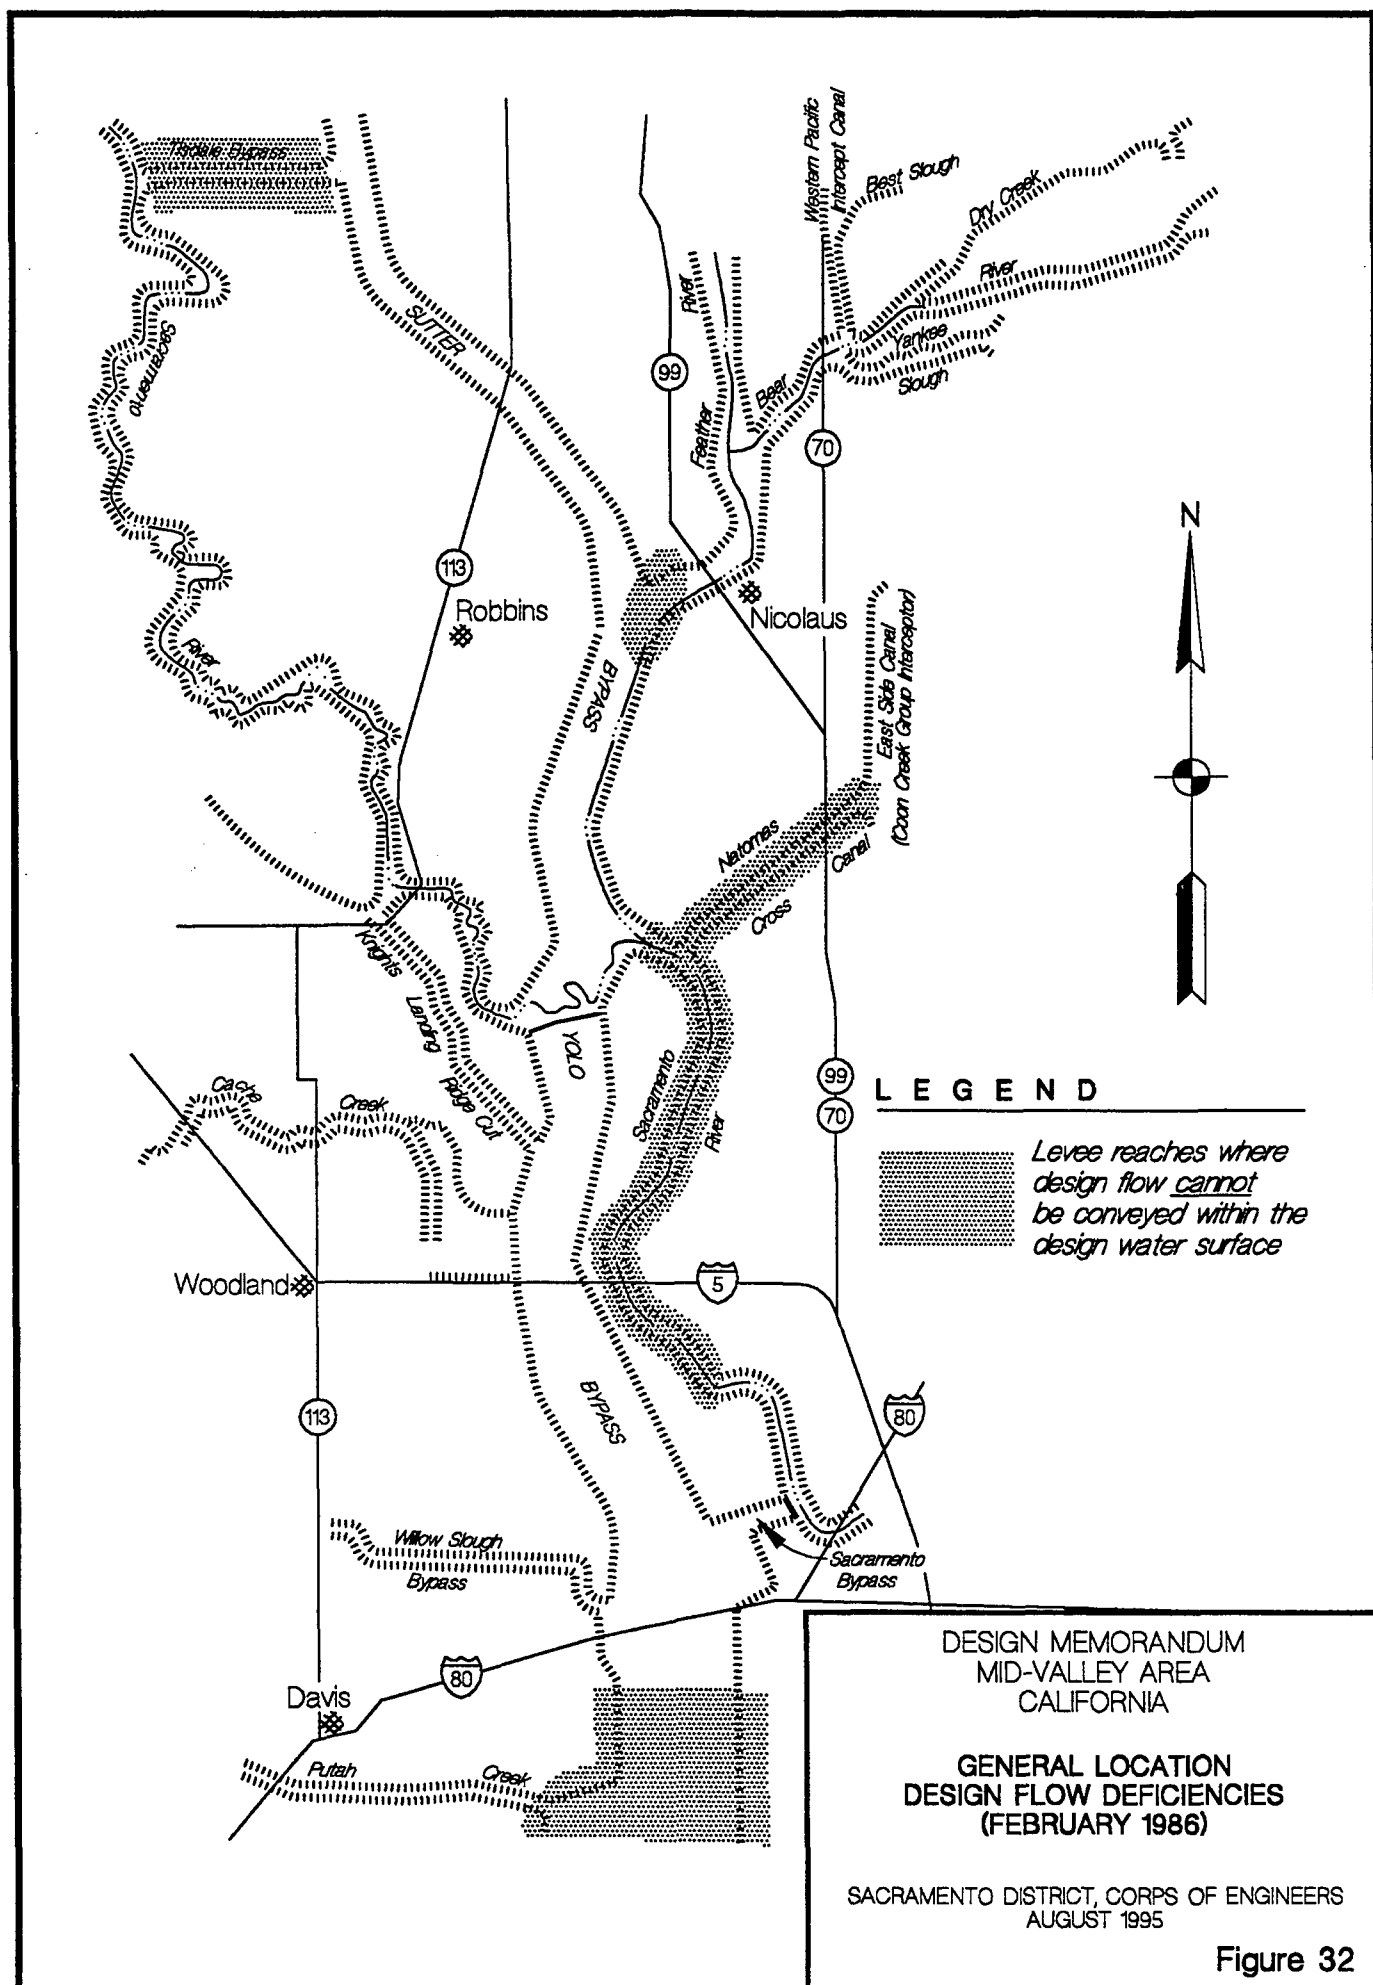 Tisdale Bypass
Western Pacific
Intercept Canal
Best Slough
Dry Creek
River
Yankee
Slough
River
Bear
Feather
SUTTER
Sacramento
99
70
N
113
Robbins
Nicolaus
River
BYPASS
East Side Canal
(Coon Creek Group Interceptor)
Natomas
Canal
Cross
Knights
Landing
Ridge Cut
YOLO
Sacramento
River
Cache
Creek
99
70
LEGEND
Levee reaches where
design flow cannot
be conveyed within the
design water surface
Woodland
5
113
BYPASS
80
Willow Slough
Bypass
Sacramento
Bypass
80
Davis
Putah
Creek
DESIGN MEMORANDUM
MID-VALLEY AREA
CALIFORNIA
GENERAL LOCATION
DESIGN FLOW DEFICIENCIES
(FEBRUARY 1986)
SACRAMENTO DISTRICT, CORPS OF ENGINEERS
AUGUST 1995
Figure 32